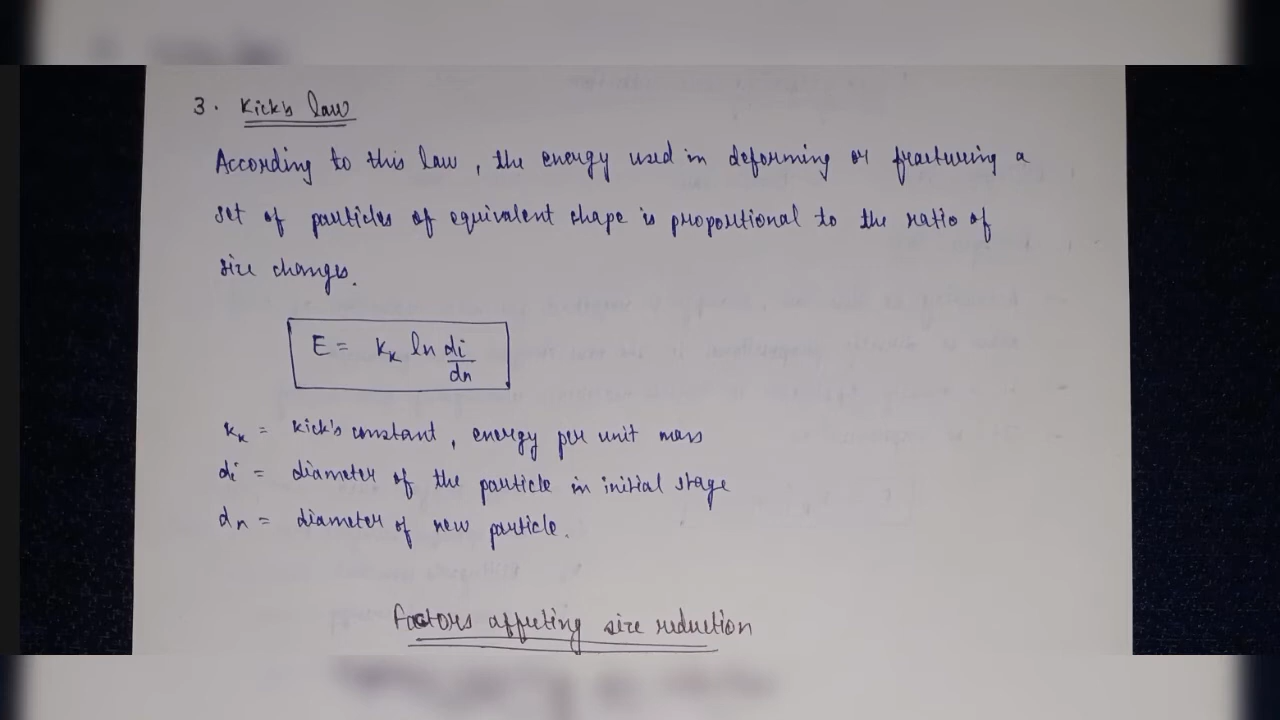 3. Kick's law
According to this law, the energy used in deforming or fracturing a
set of particles of equivalent shape is proportional to the ratio of
size changes.
E = Kₖ ln di/dn
Kₖ = Kick's constant, energy per unit mass
di = diameter of the particle in initial stage
dn = diameter of new particle.
Factors affecting size reduction